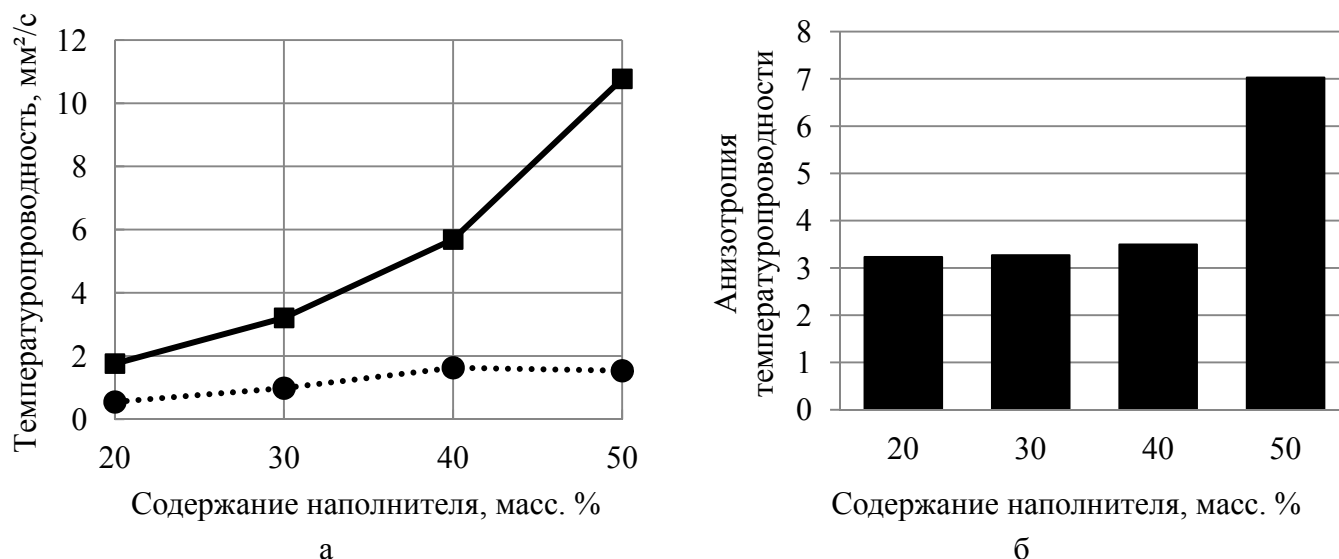 Температуропроводность, мм²/с
12
10
8
6
4
2
0
20 30 40 50
Содержание наполнителя, масс. %
а
Анизотропия
температуропроводности
8
7
6
5
4
3
2
1
0
20 30 40 50
Содержание наполнителя, масс. %
б